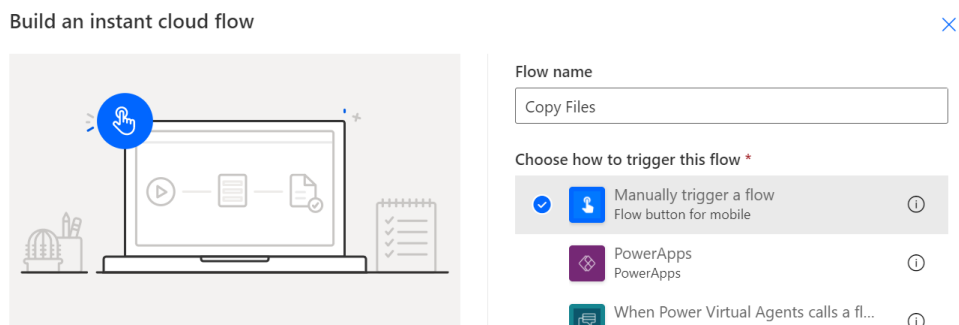 Build an instant cloud flow
Flow name
Copy Files
Choose how to trigger this flow *
Manually trigger a flow
Flow button for mobile
PowerApps
PowerApps
When Power Virtual Agents calls a fl...